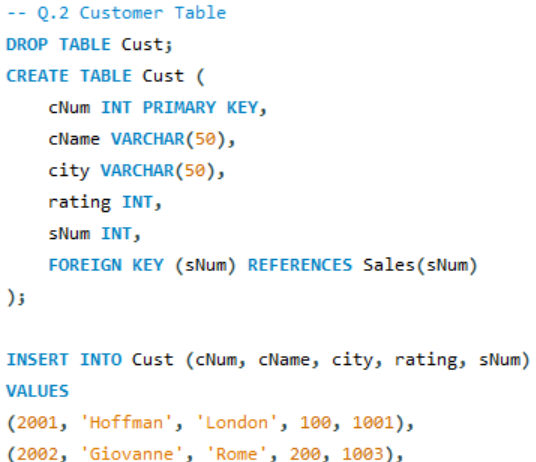 -- Q.2 Customer Table
DROP TABLE Cust;
CREATE TABLE Cust (
    cNum INT PRIMARY KEY,
    cName VARCHAR(50),
    city VARCHAR(50),
    rating INT,
    sNum INT,
    FOREIGN KEY (sNum) REFERENCES Sales(sNum)
);
INSERT INTO Cust (cNum, cName, city, rating, sNum)
VALUES
(2001, 'Hoffman', 'London', 100, 1001),
(2002, 'Giovanne', 'Rome', 200, 1003),